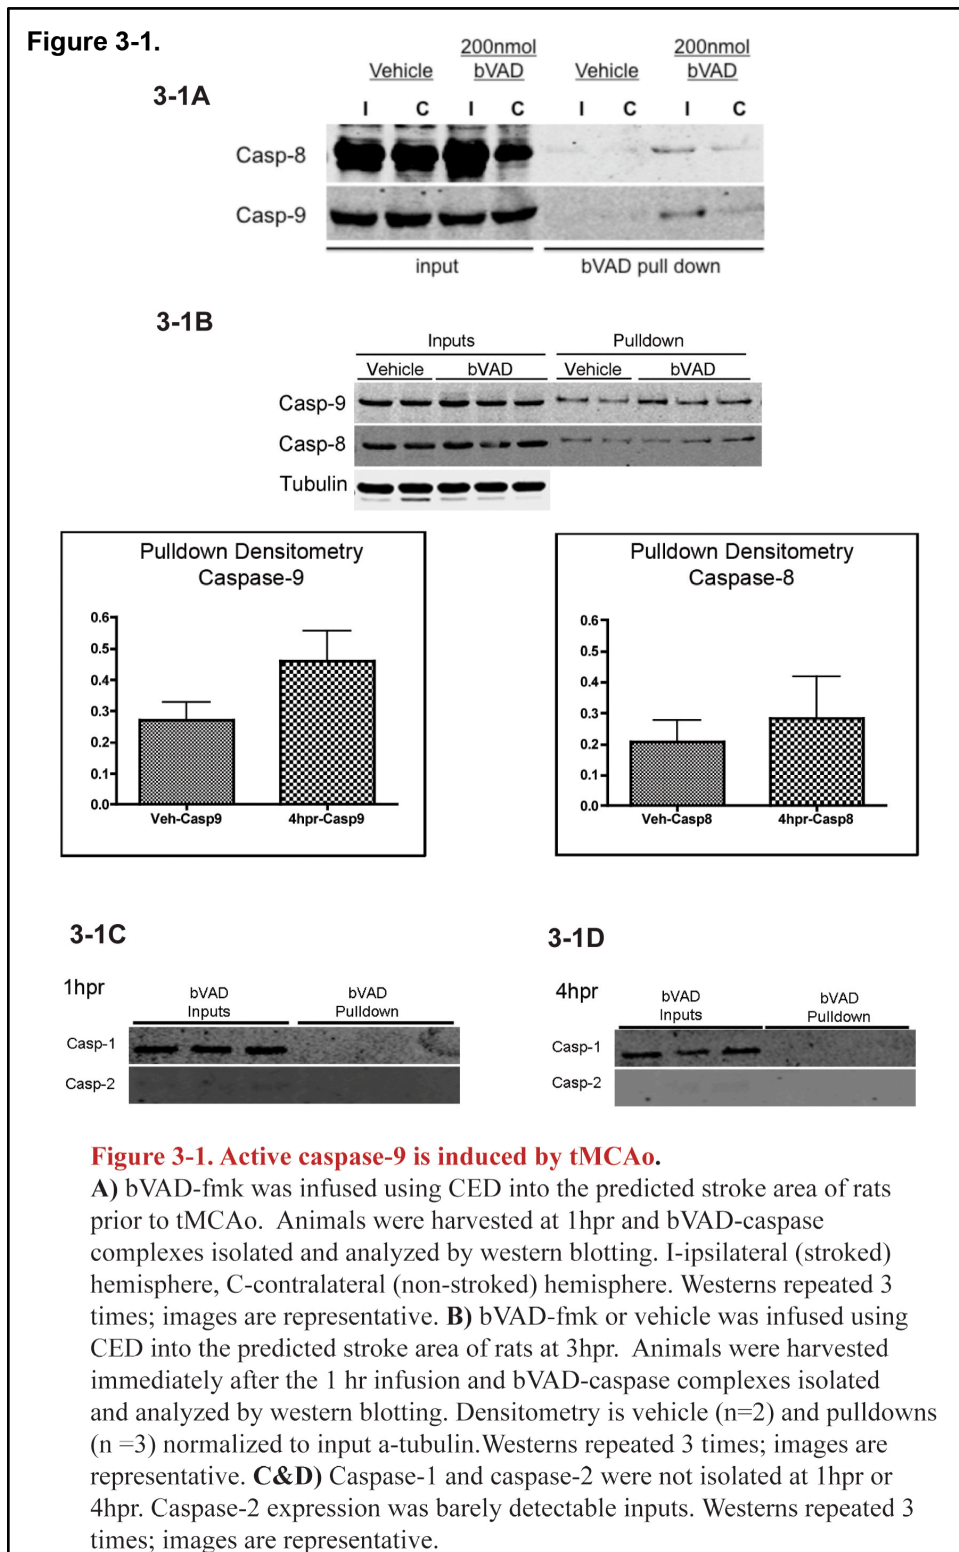 Figure 3-1.
3-1A
Vehicle 200nmol bVAD Vehicle 200nmol bVAD
I C I C I C I C
Casp-8
Casp-9
input bVAD pull down
3-1B
Inputs Pulldown
Vehicle bVAD Vehicle bVAD
Casp-9
Casp-8
Tubulin
Pulldown Densitometry
Caspase-9
0.6
0.5
0.4
0.3
0.2
0.1
0.0
Veh-Casp9 4hpr-Casp9
Pulldown Densitometry
Caspase-8
0.6
0.5
0.4
0.3
0.2
0.1
0.0
Veh-Casp8 4hpr-Casp8
3-1C
1hpr
bVAD bVAD
Inputs Pulldown
Casp-1
Casp-2
3-1D
4hpr
bVAD bVAD
Inputs Pulldown
Casp-1
Casp-2
Figure 3-1. Active caspase-9 is induced by tMCAo.
A) bVAD-fmk was infused using CED into the predicted stroke area of rats
prior to tMCAo. Animals were harvested at 1hpr and bVAD-caspase
complexes isolated and analyzed by western blotting. I-ipsilateral (stroked)
hemisphere, C-contralateral (non-stroked) hemisphere. Westerns repeated 3
times; images are representative. B) bVAD-fmk or vehicle was infused using
CED into the predicted stroke area of rats at 3hpr. Animals were harvested
immediately after the 1 hr infusion and bVAD-caspase complexes isolated
and analyzed by western blotting. Densitometry is vehicle (n=2) and pulldowns
(n =3) normalized to input a-tubulin.Westerns repeated 3 times; images are
representative. C&D) Caspase-1 and caspase-2 were not isolated at 1hpr or
4hpr. Caspase-2 expression was barely detectable inputs. Westerns repeated 3
times; images are representative.